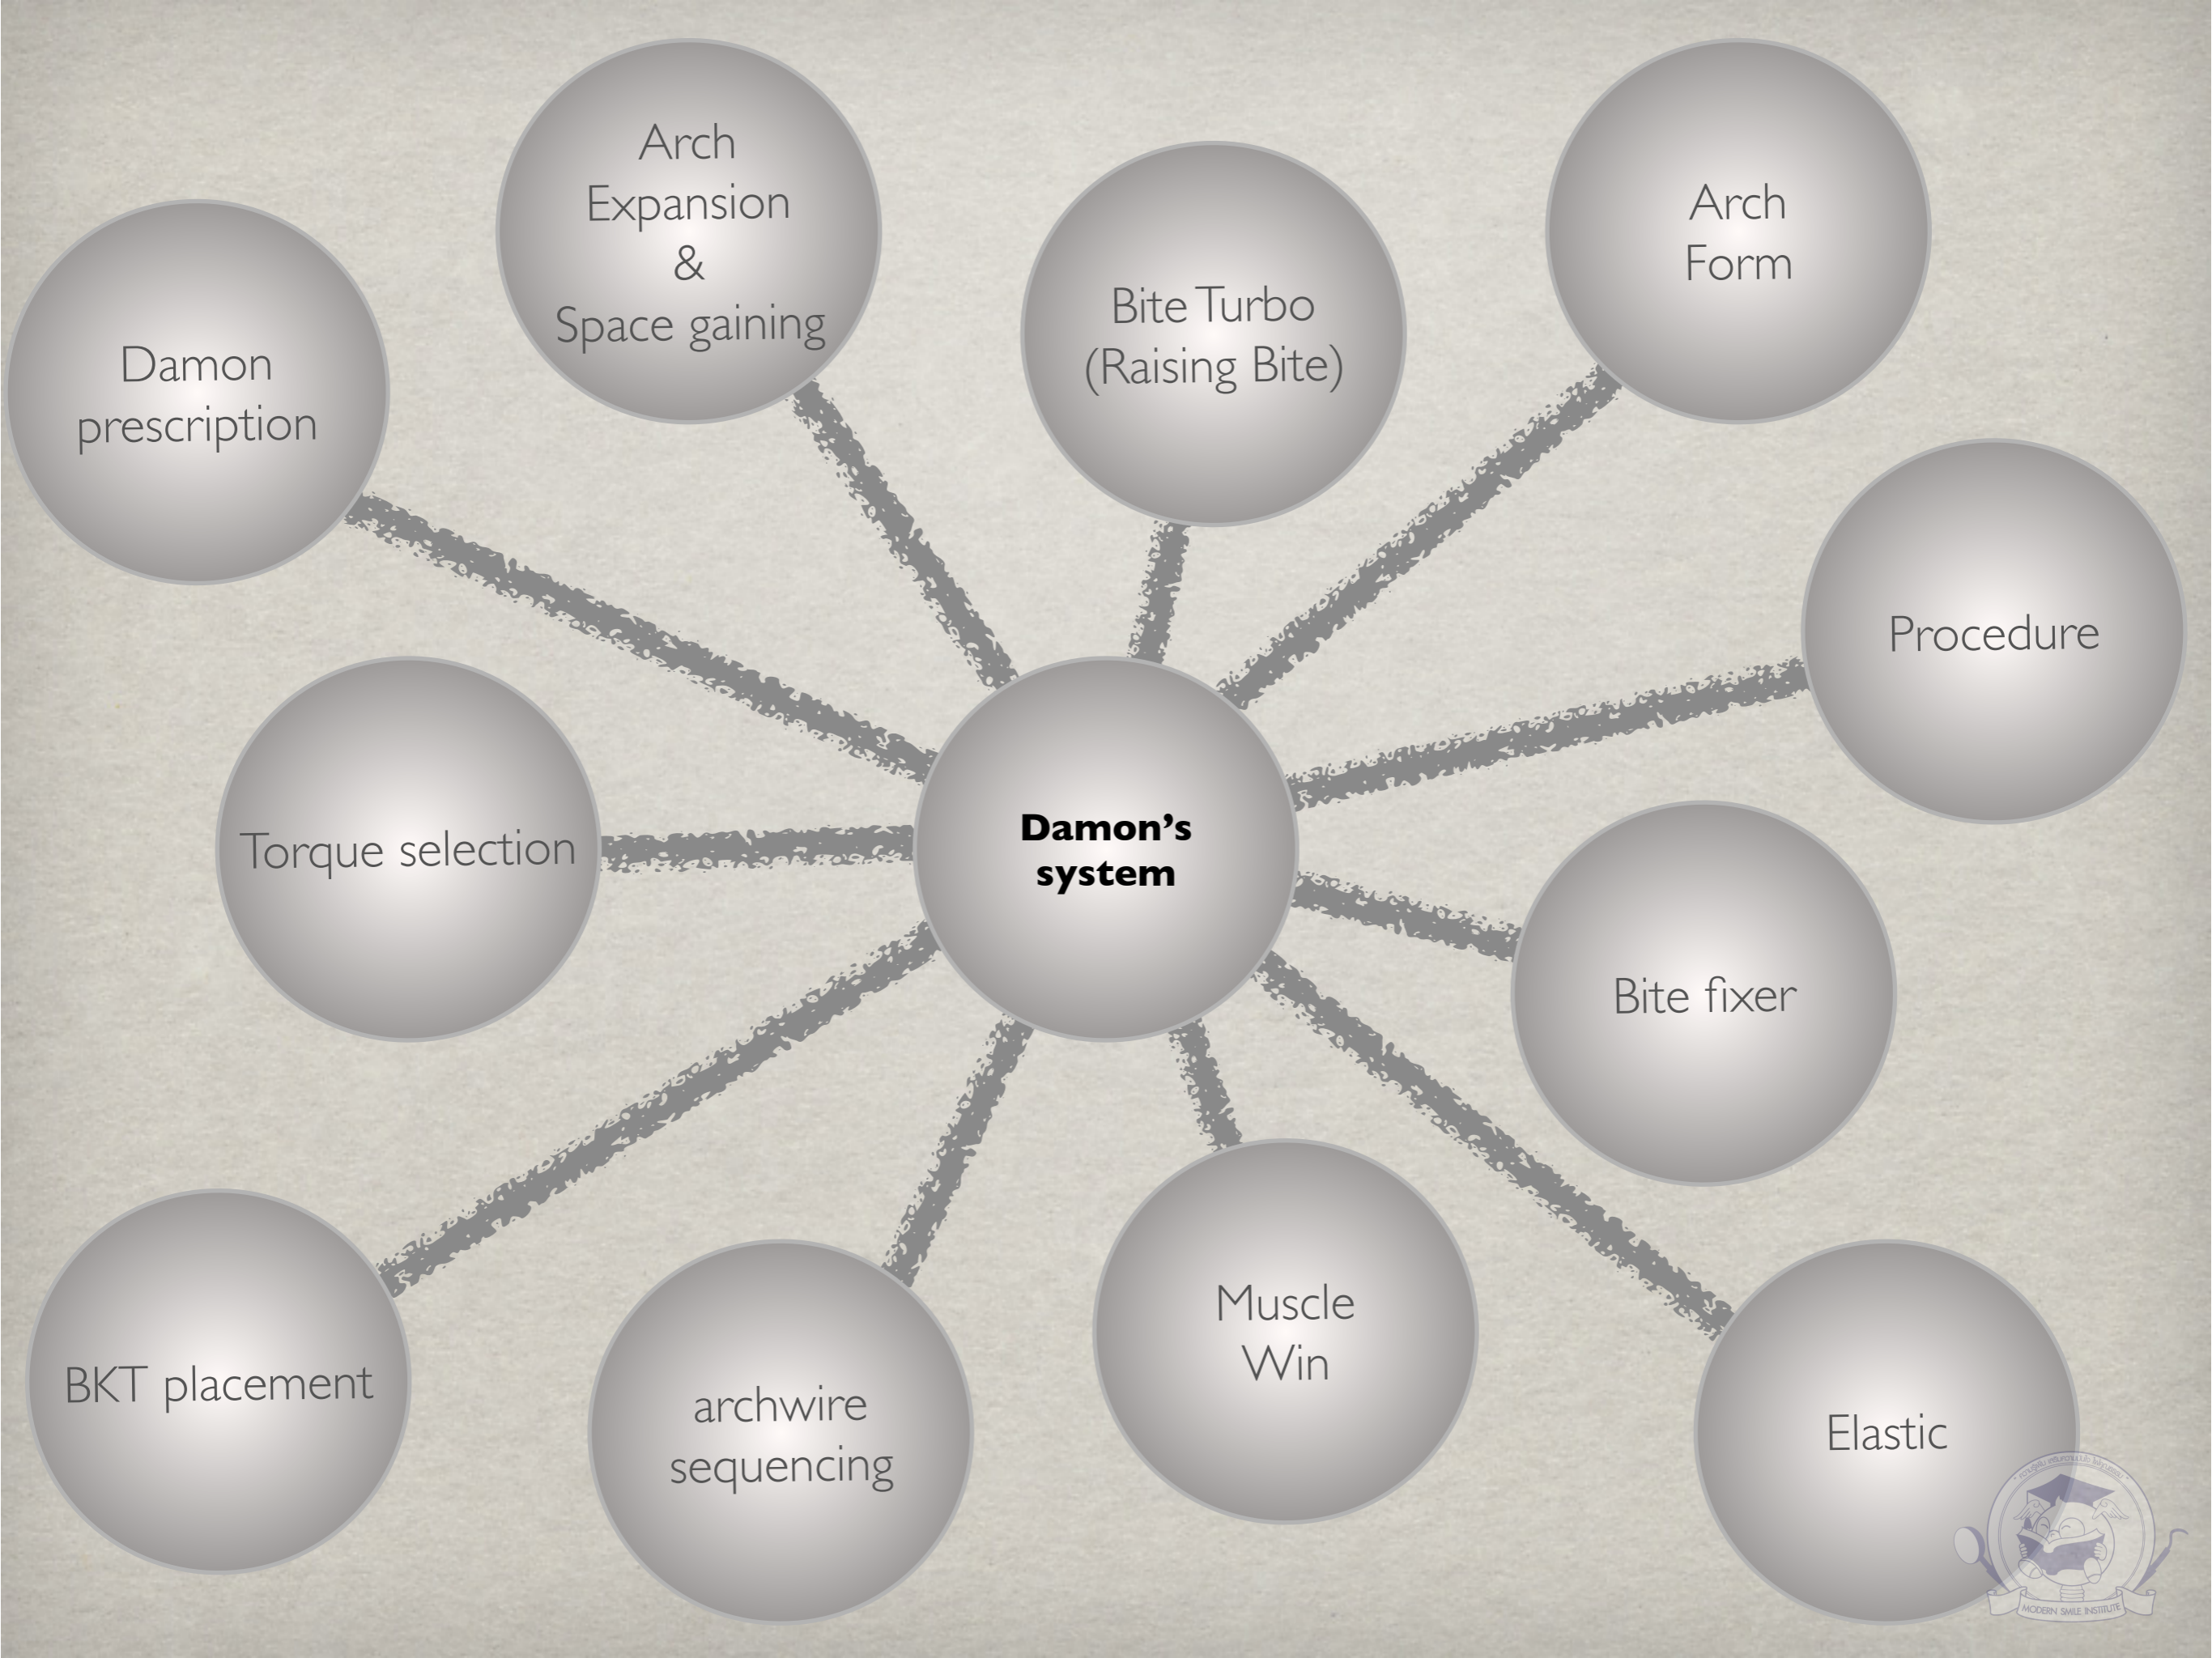 Arch
Expansion
&
Space gaining
Arch
Form
Bite Turbo
(Raising Bite)
Damon
prescription
Procedure
Torque selection
Damon's
system
Bite fixer
BKT placement
archwire
sequencing
Muscle
Win
Elastic
MODERN SMILE INSTITUTE